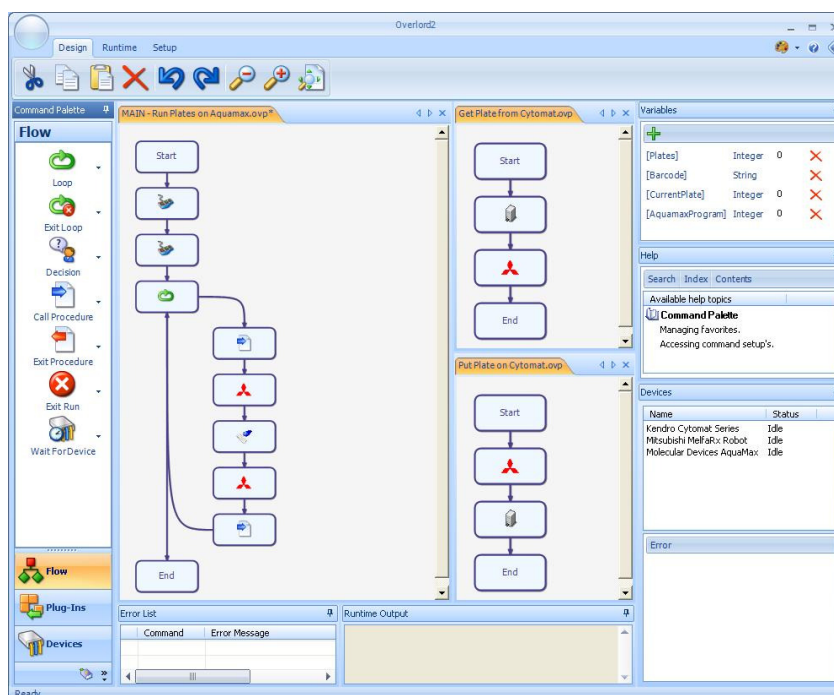 Overlord2
Design Runtime Setup
Command Palette
Flow
Loop
Exit Loop
Decision
Call Procedure
Exit Procedure
Exit Run
Wait For Device
Flow
Plug-Ins
Devices
MAIN - Run Plates on Aquamax.ovp*
Start
End
Get Plate from Cytomat.ovp
Start
End
Put Plate on Cytomat.ovp
Start
End
Variables
[Plates] Integer 0
[Barcode] String
[CurrentPlate] Integer 0
[AquamaxProgram] Integer 0
Help
Search Index Contents
Available help topics
Command Palette
Managing favorites.
Accessing command setup's.
Devices
Name Status
Kendro Cytomat Series Idle
Mitsubishi MelfaRx Robot Idle
Molecular Devices AquaMax Idle
Error
Error List
Command Error Message
Runtime Output
Ready